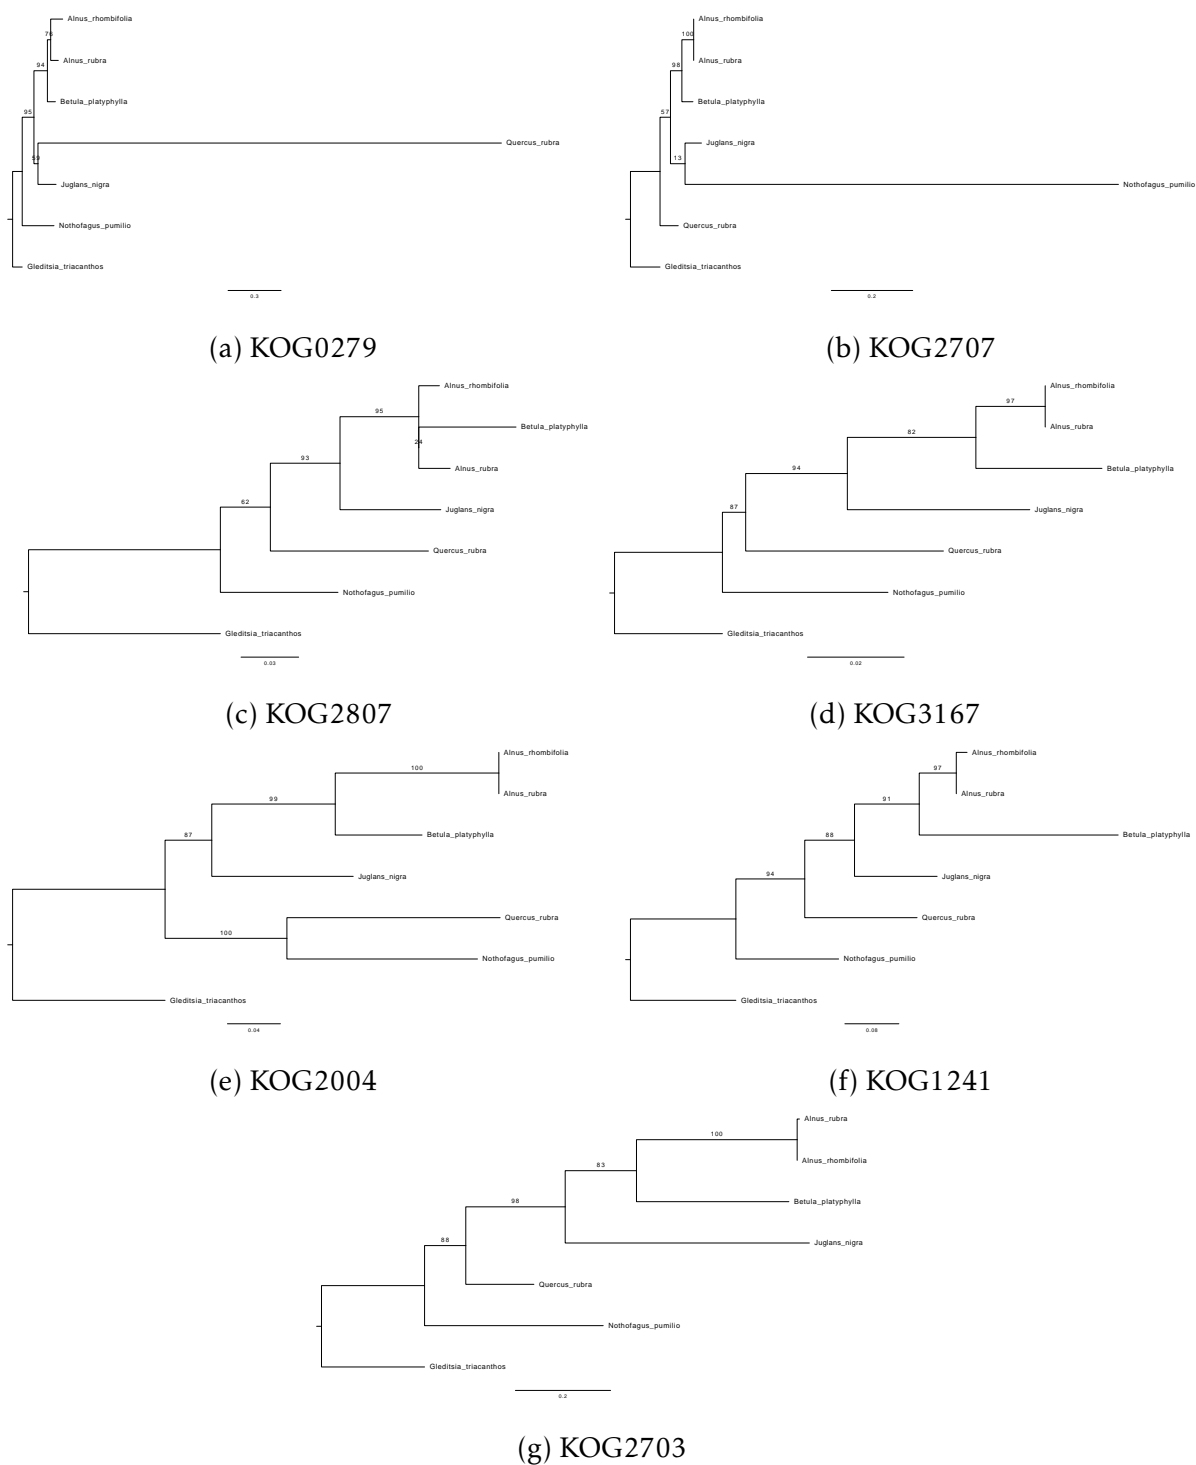 Alnus_rhombifolia
76
Alnus_rubra
94
Betula_platyphylla
95
Quercus_rubra
59
Juglans_nigra
Nothofagus_pumilio
Gleditsia_triacanthos
0.3
(a) KOG0279
Alnus_rhombifolia
100
Alnus_rubra
98
Betula_platyphylla
57
Juglans_nigra
13
Nothofagus_pumilio
Quercus_rubra
Gleditsia_triacanthos
0.2
(b) KOG2707
Alnus_rhombifolia
95
Betula_platyphylla
24
93
Alnus_rubra
62
Juglans_nigra
Quercus_rubra
Nothofagus_pumilio
Gleditsia_triacanthos
0.03
(c) KOG2807
Alnus_rhombifolia
97
Alnus_rubra
82
Betula_platyphylla
94
87
Juglans_nigra
Quercus_rubra
Nothofagus_pumilio
Gleditsia_triacanthos
0.02
(d) KOG3167
Alnus_rhombifolia
100
Alnus_rubra
99
Betula_platyphylla
87
Juglans_nigra
Quercus_rubra
100
Nothofagus_pumilio
Gleditsia_triacanthos
0.04
(e) KOG2004
Alnus_rhombifolia
97
Alnus_rubra
91
Betula_platyphylla
88
94
Juglans_nigra
Quercus_rubra
Nothofagus_pumilio
Gleditsia_triacanthos
0.08
(f) KOG1241
Alnus_rubra
100
Alnus_rhombifolia
83
Betula_platyphylla
98
88
Juglans_nigra
Quercus_rubra
Nothofagus_pumilio
Gleditsia_triacanthos
0.2
(g) KOG2703